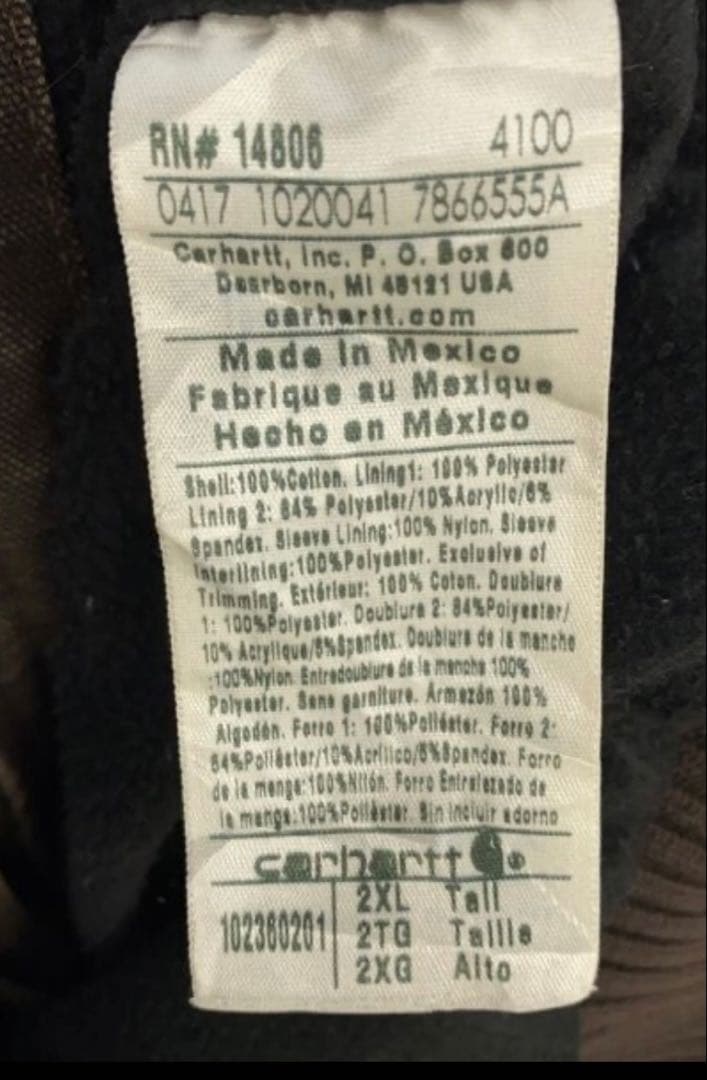 RN# 14806 4100
0417 1020041 7866555A
Carhartt, Inc. P. O. Box 600
Dearborn, MI 48121 USA
carhartt.com
Made in Mexico
Fabrique au Mexique
Hecho en México
Shell:100%Cotton. Lining1: 100% Polyester
Lining 2: 84% Polyester/10%Acrylic/6%
Spandex. Sleeve Lining:100% Nylon. Sleeve
Interlining:100%Polyester. Exclusive of
Trimming. Extérieur: 100% Coton. Doublure
1: 100%Polyester. Doublure 2: 84%Polyester/
10% Acrylique/6%Spandex. Doublure de la manche
:100%Nylon. Entredoublure de la manche 100%
Polyester. Sans garniture. Armazón 100%
Algodón. Forro 1: 100%Poliéster. Forro 2:
84%Poliéster/10%Acrílico/6%Spandex. Forro
de la manga:100%Nilón. Forro Entrelazado de
la manga:100%Poliéster. Sin incluir adorno
carhartt ®
102360201
2XL Tall
2TG Taille
2XG Alto